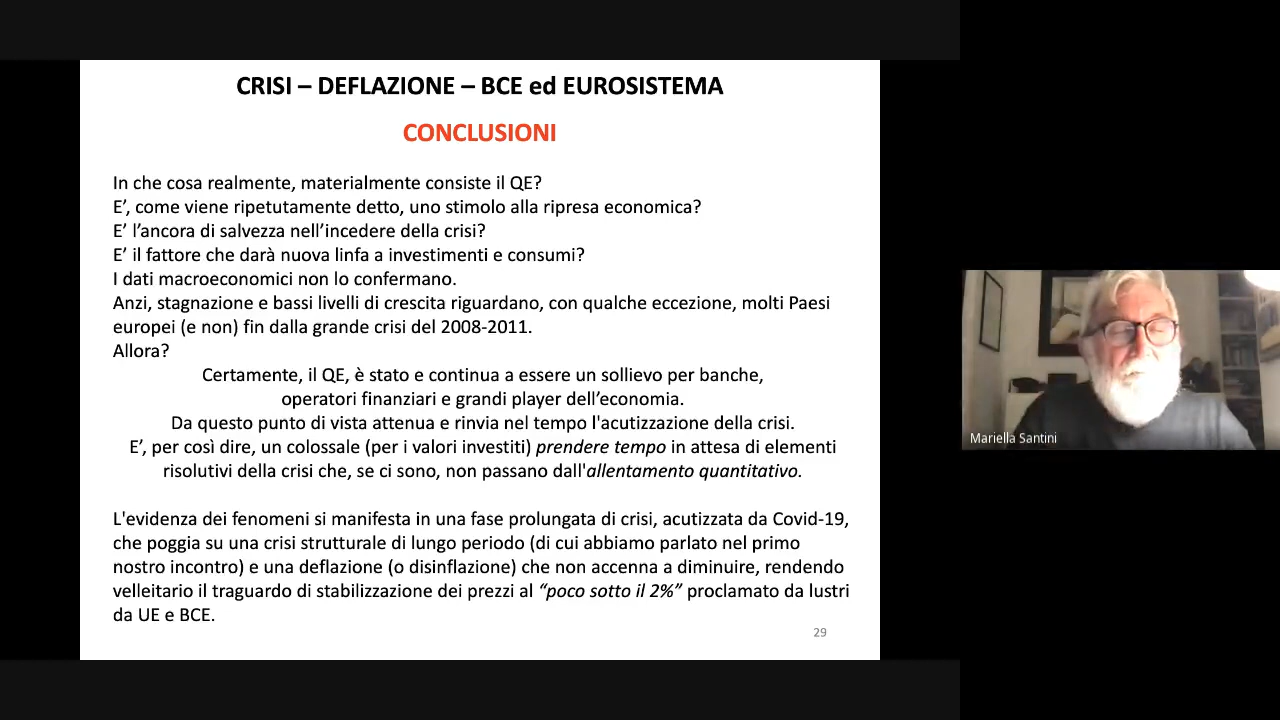 CRISI – DEFLAZIONE – BCE ed EUROSISTEMA
CONCLUSIONI
In che cosa realmente, materialmente consiste il QE?
E’, come viene ripetutamente detto, uno stimolo alla ripresa economica?
E’ l’ancora di salvezza nell’incedere della crisi?
E’ il fattore che darà nuova linfa a investimenti e consumi?
I dati macroeconomici non lo confermano.
Anzi, stagnazione e bassi livelli di crescita riguardano, con qualche eccezione, molti Paesi
europei (e non) fin dalla grande crisi del 2008-2011.
Allora?
Certamente, il QE, è stato e continua a essere un sollievo per banche,
operatori finanziari e grandi player dell’economia.
Da questo punto di vista attenua e rinvia nel tempo l'acutizzazione della crisi.
E’, per così dire, un colossale (per i valori investiti) prendere tempo in attesa di elementi
risolutivi della crisi che, se ci sono, non passano dall'allentamento quantitativo.
L'evidenza dei fenomeni si manifesta in una fase prolungata di crisi, acutizzata da Covid-19,
che poggia su una crisi strutturale di lungo periodo (di cui abbiamo parlato nel primo
nostro incontro) e una deflazione (o disinflazione) che non accenna a diminuire, rendendo
velleitario il traguardo di stabilizzazione dei prezzi al “poco sotto il 2%” proclamato da lustri
da UE e BCE.
29
Mariella Santini